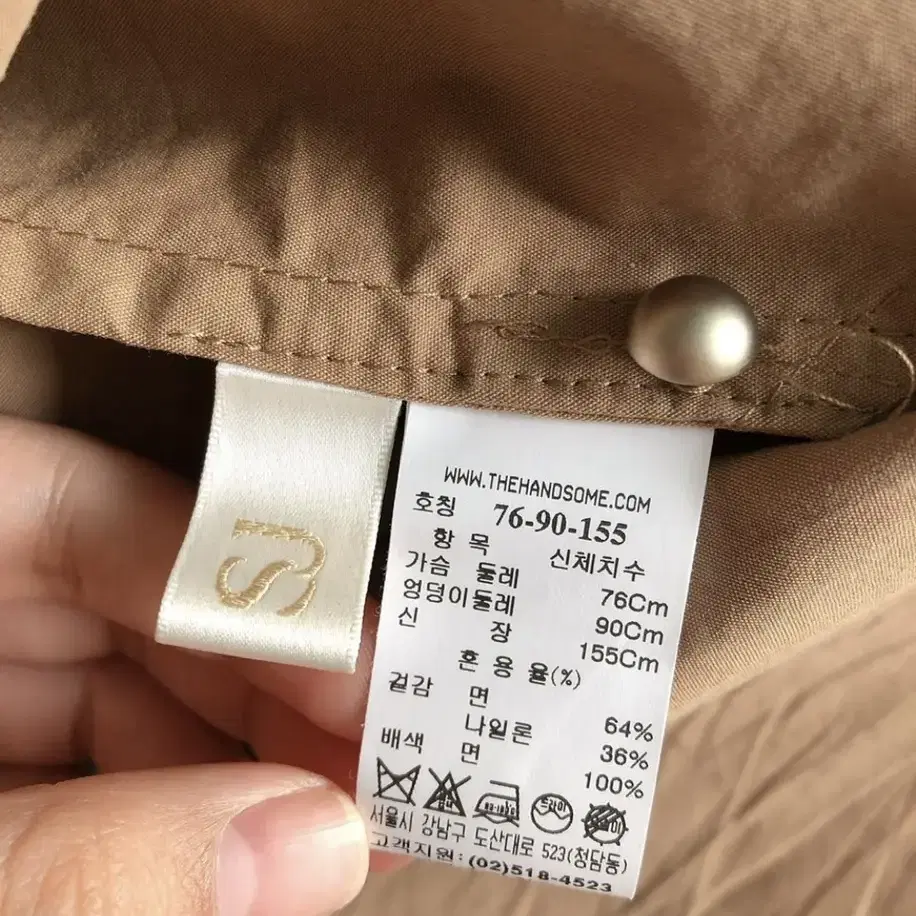 WWW.THEHANDSOME.COM
호칭 76-90-155
항 목 신체치수
가슴 둘레 76Cm
엉덩이둘레 90Cm
신 장 155Cm
혼 용 율(%)
겉감 면 64%
나일론 36%
배색 면 100%
드라이
서울시 강남구 도산대로 523(청담동)
고객지원: (02)518-4523